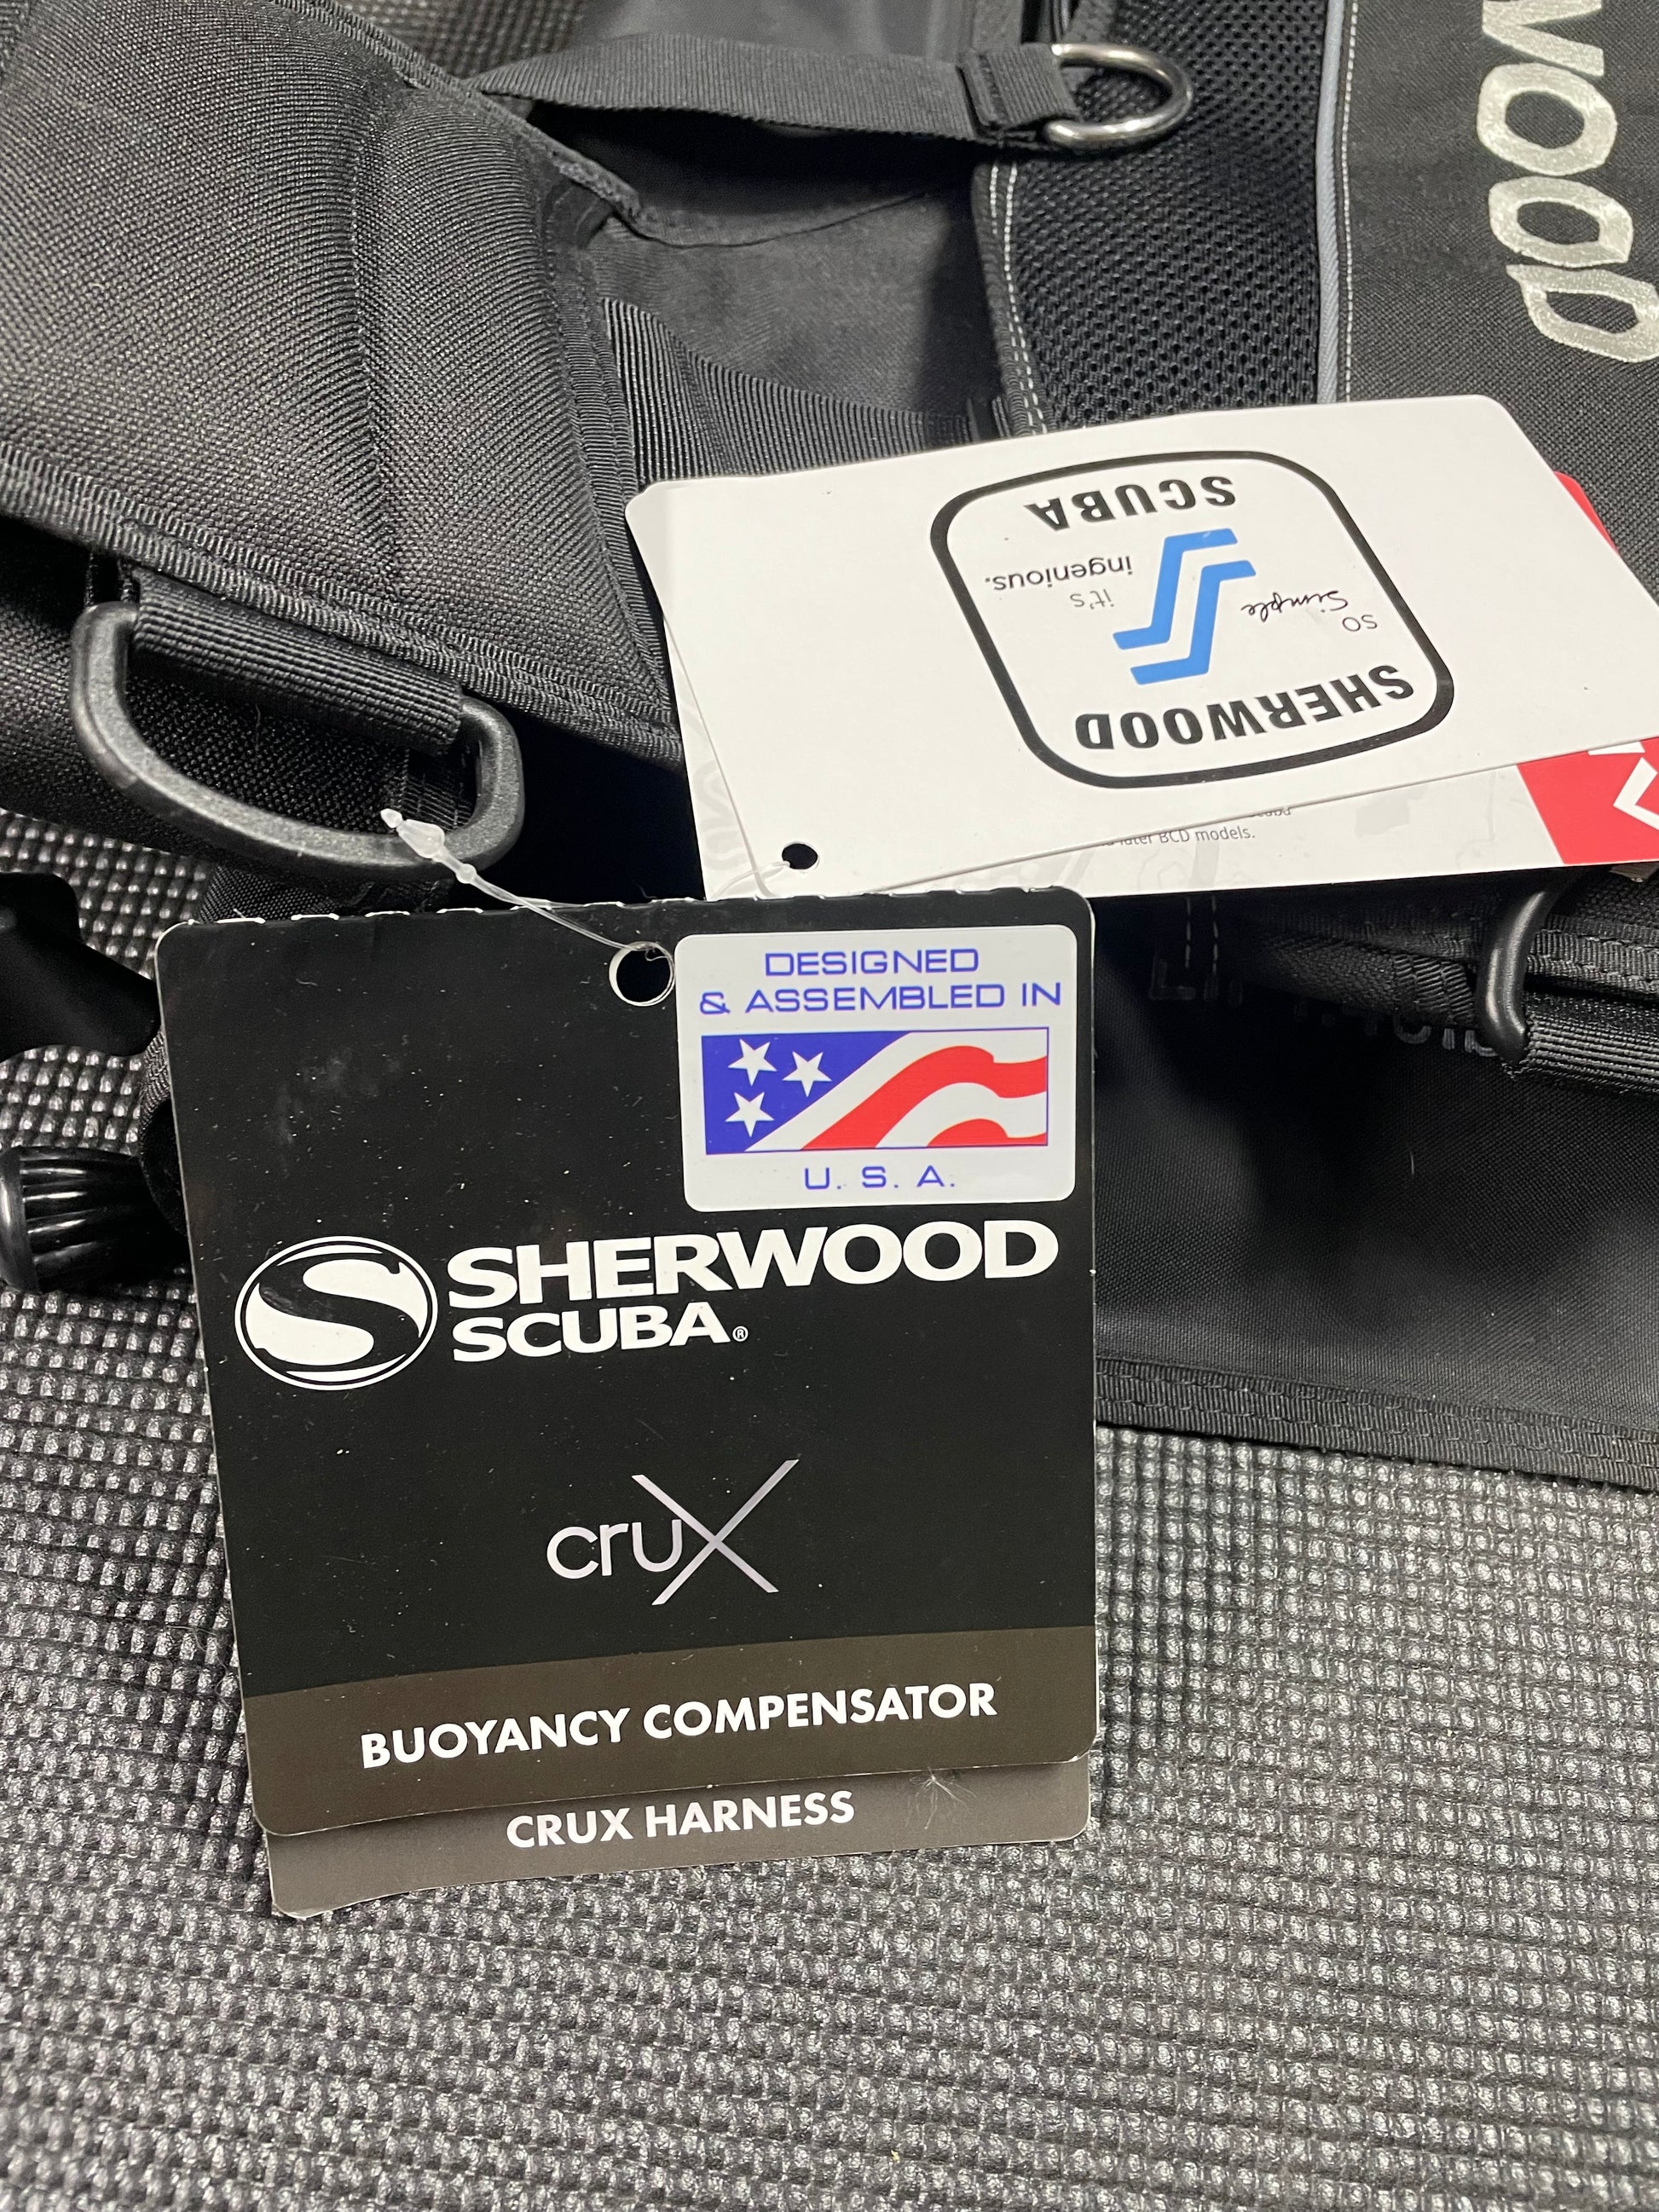 WOOD
SHERWOOD
so
simple
it's
ingenious.
SCUBA
later BCD models.
DESIGNED
& ASSEMBLED IN
U. S. A.
SHERWOOD
SCUBA®
cruX
BUOYANCY COMPENSATOR
CRUX HARNESS